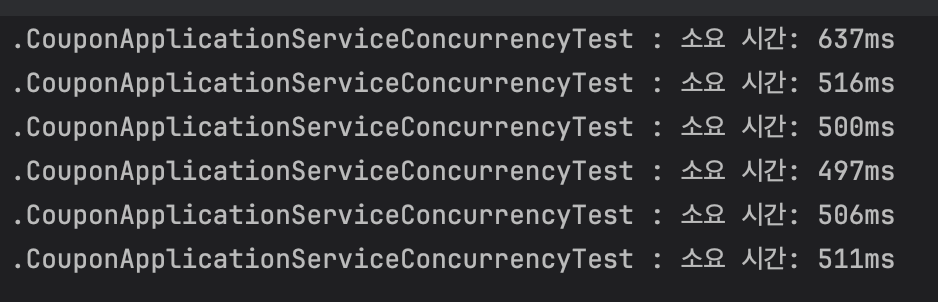 .CouponApplicationServiceConcurrencyTest : 소요 시간: 637ms
.CouponApplicationServiceConcurrencyTest : 소요 시간: 516ms
.CouponApplicationServiceConcurrencyTest : 소요 시간: 500ms
.CouponApplicationServiceConcurrencyTest : 소요 시간: 497ms
.CouponApplicationServiceConcurrencyTest : 소요 시간: 506ms
.CouponApplicationServiceConcurrencyTest : 소요 시간: 511ms